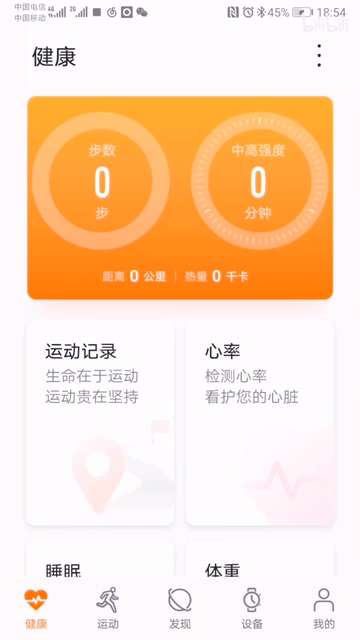 中国电信 4G 2G 45% 18:54
中国移动
bilibili
健康
步数 中高强度
0 0
步 分钟
距离 0 公里 热量 0 千卡
运动记录 心率
生命在于运动 检测心率
运动贵在坚持 看护您的心脏
睡眠 体重
健康 运动 发现 设备 我的